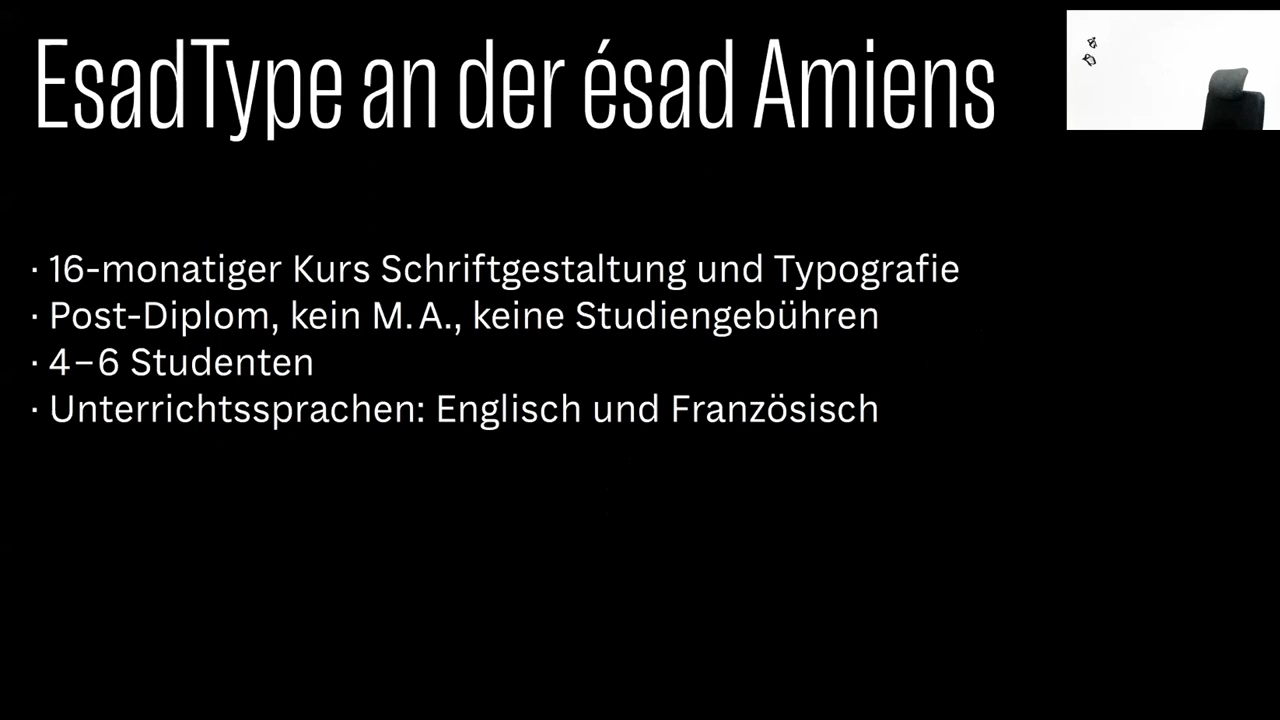 EsadType an der ésad Amiens
· 16-monatiger Kurs Schriftgestaltung und Typografie
· Post-Diplom, kein M. A., keine Studiengebühren
· 4–6 Studenten
· Unterrichtssprachen: Englisch und Französisch